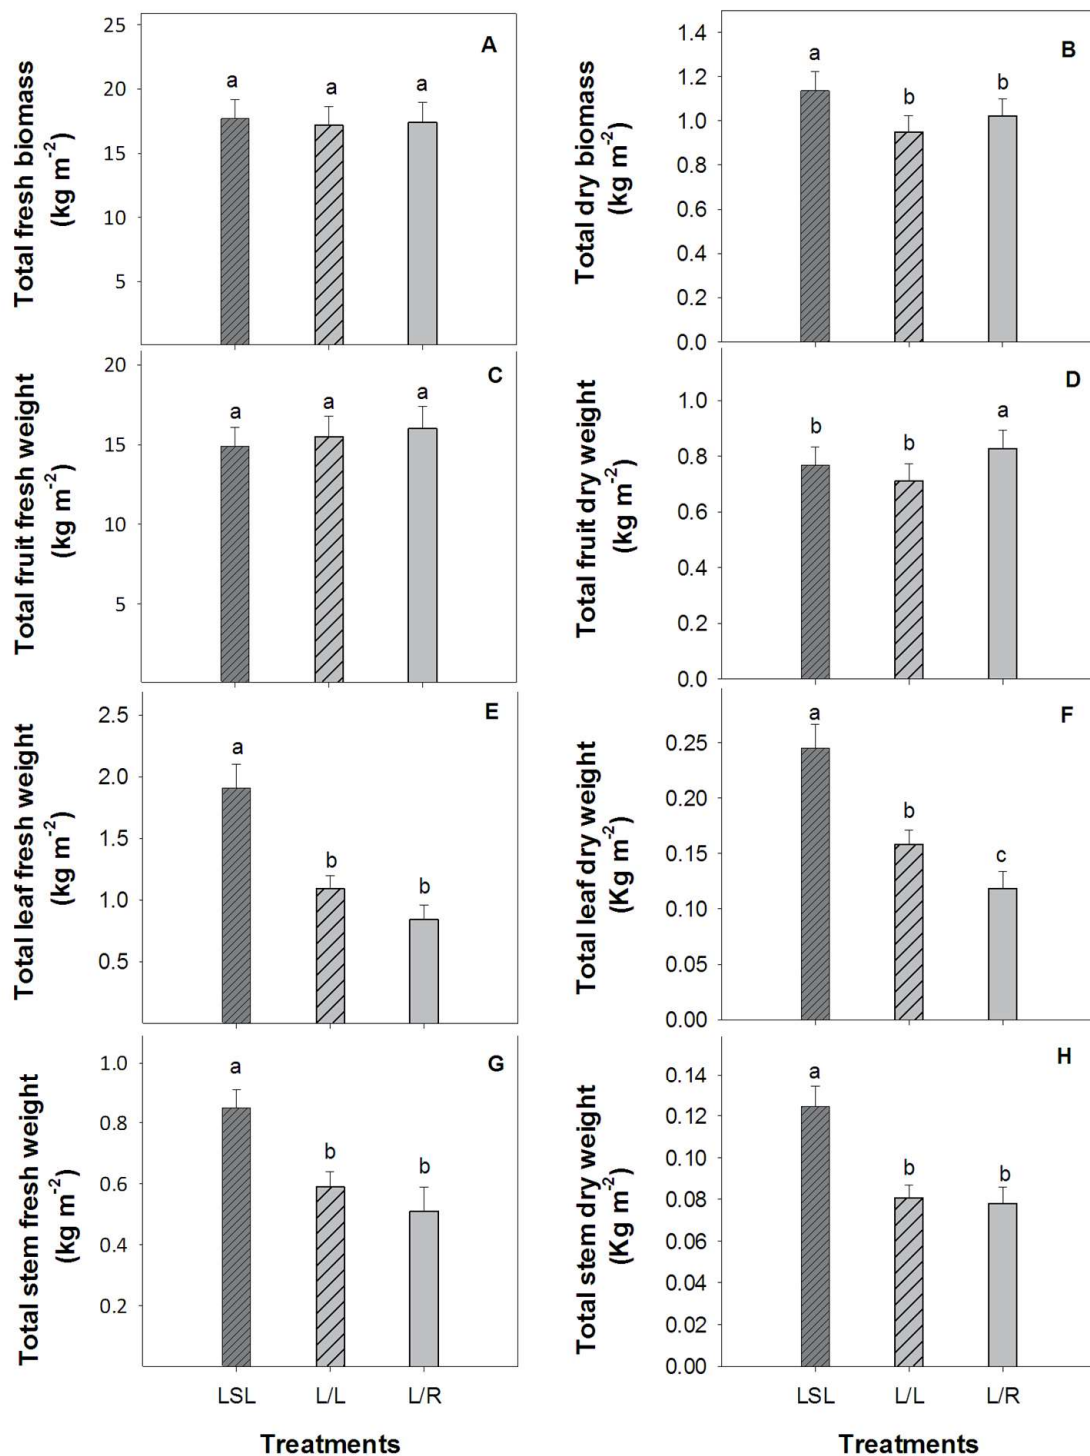 Total fresh biomass
(kg m-2)
25
20
15
10
5
A
a
a
a
Total dry biomass
(kg m-2)
1.4
1.2
1.0
0.8
0.6
0.4
0.2
0.0
B
a
b
b
Total fruit fresh weight
(kg m-2)
20
15
10
5
C
a
a
a
Total fruit dry weight
(kg m-2)
1.0
0.8
0.6
0.4
0.2
0.0
D
b
b
a
Total leaf fresh weight
(kg m-2)
2.5
2.0
1.5
1.0
0.5
E
a
b
b
Total leaf dry weight
(Kg m-2)
0.25
0.20
0.15
0.10
0.05
0.00
F
a
b
c
Total stem fresh weight
(kg m-2)
1.0
0.8
0.6
0.4
0.2
G
a
b
b
LSL L/L L/R
Treatments
Total stem dry weight
(Kg m-2)
0.14
0.12
0.10
0.08
0.06
0.04
0.02
0.00
H
a
b
b
LSL L/L L/R
Treatments